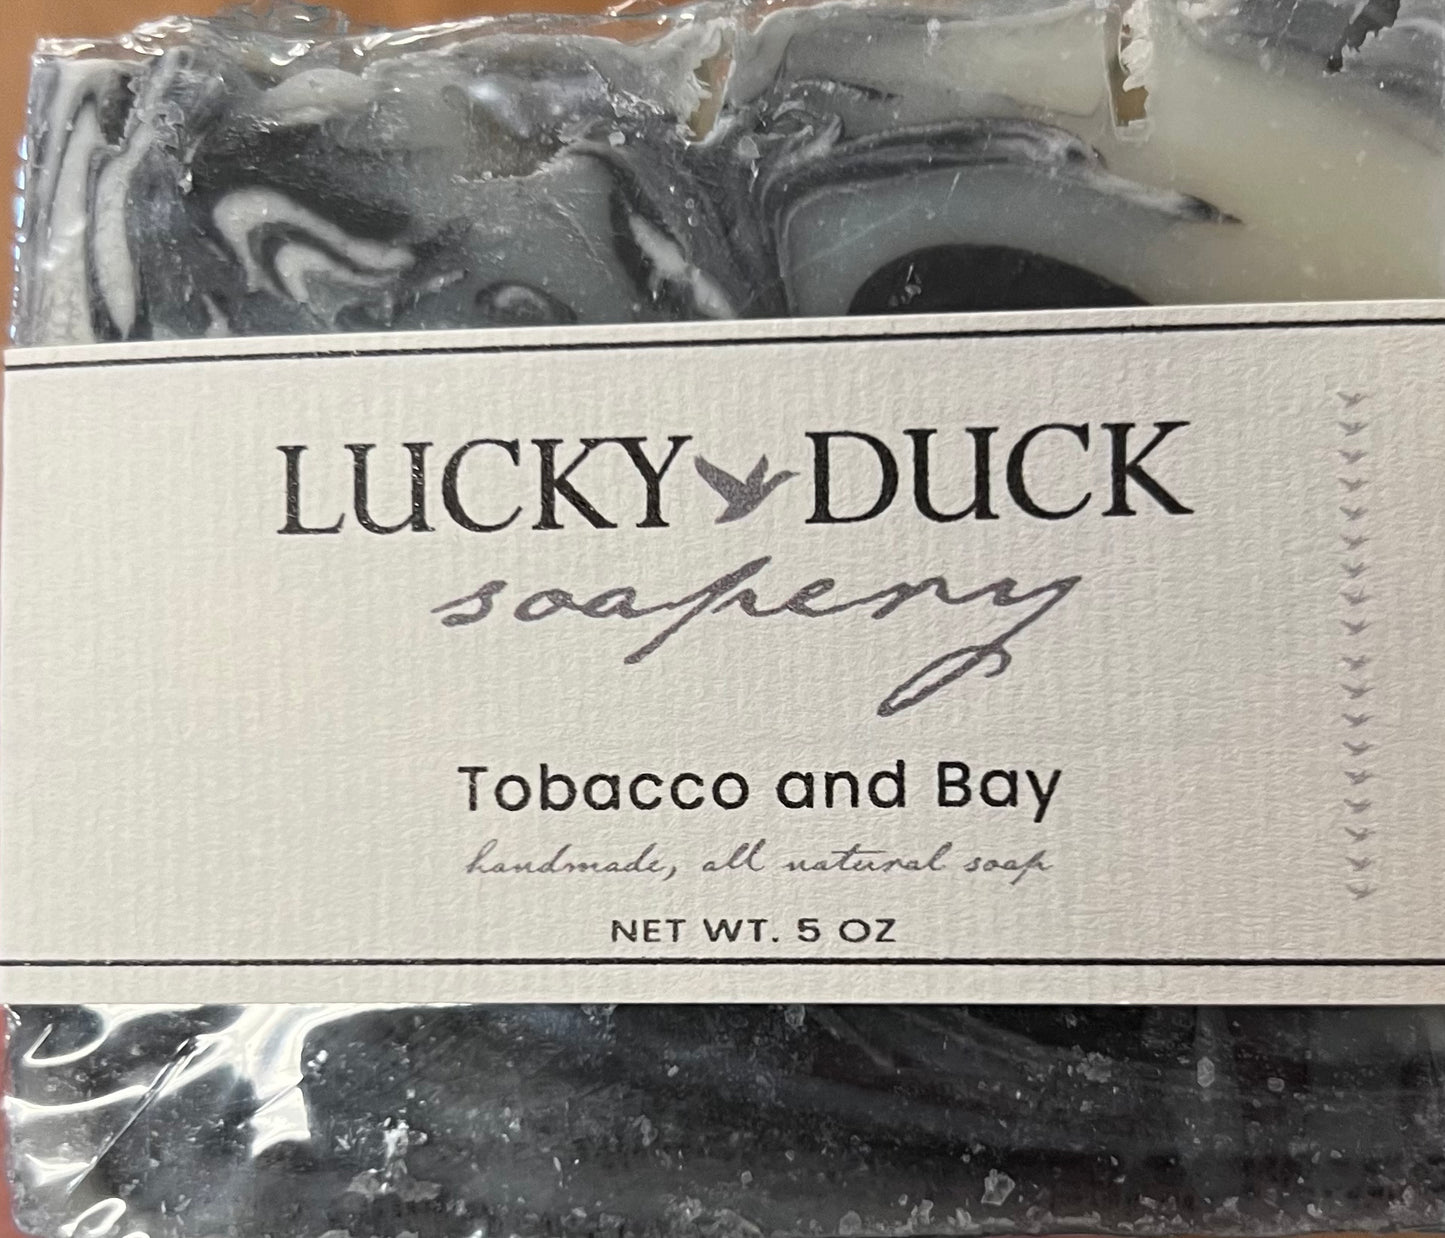 LUCKY DUCK
soapery
Tobacco and Bay
handmade, all natural soap
NET WT. 5 OZ